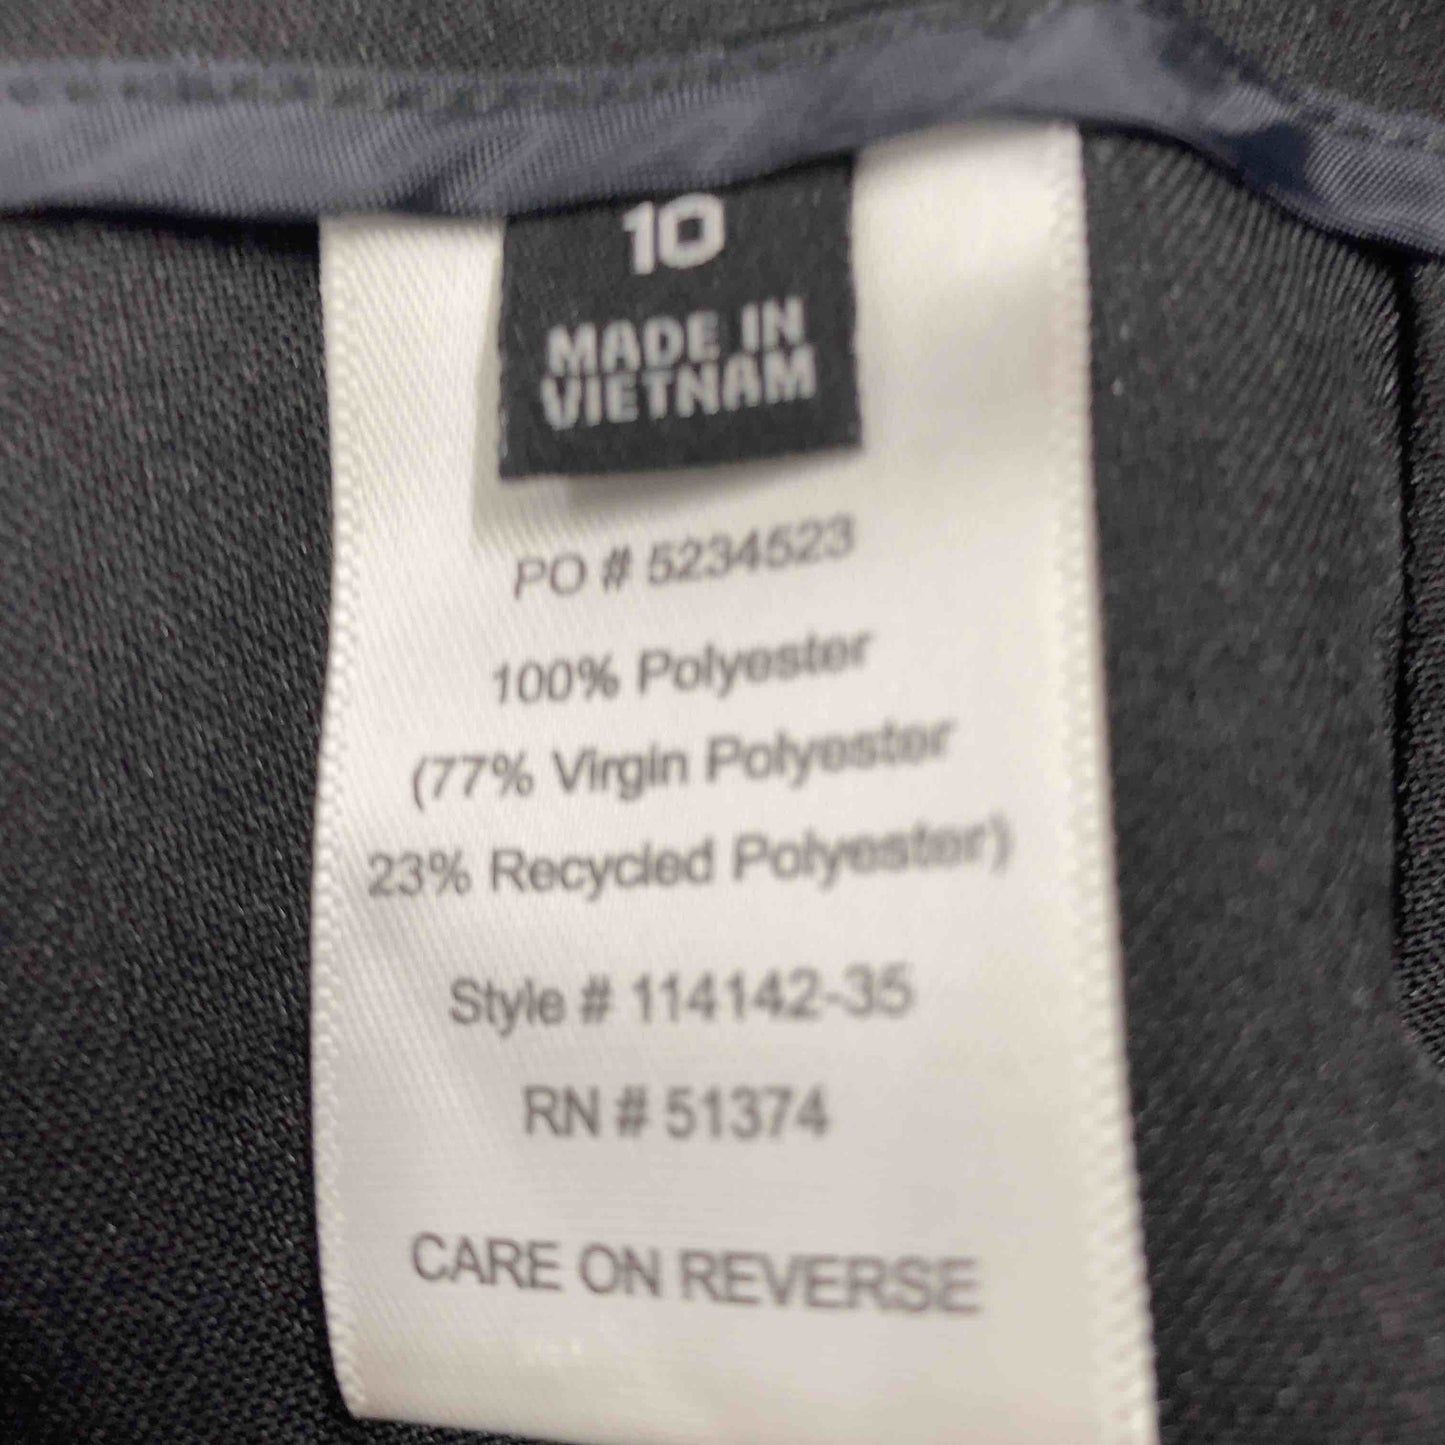 10
MADE IN
VIETNAM
PO # 5234523
100% Polyester
(77% Virgin Polyester
23% Recycled Polyester)
Style # 114142-35
RN # 51374
CARE ON REVERSE